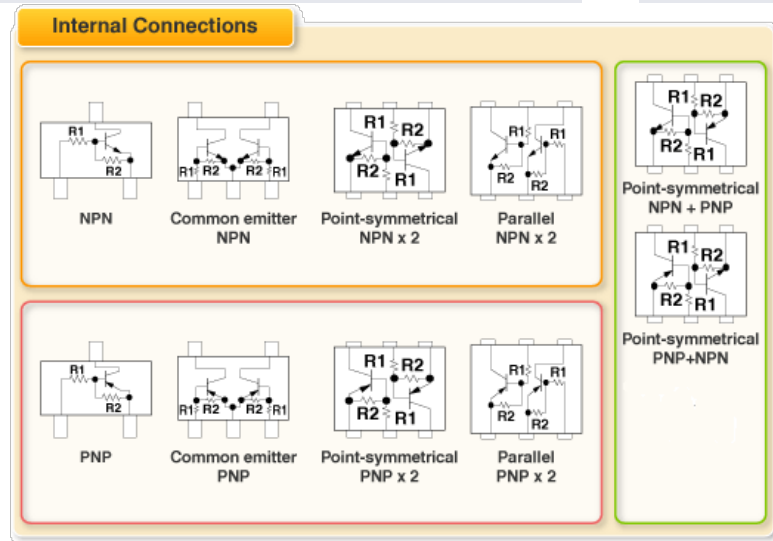 Internal Connections
R1
R2
NPN
R1 R2 R2 R1
Common emitter
NPN
R1 R2
R2 R1
Point-symmetrical
NPN x 2
R1 R1
R2
R2
Parallel
NPN x 2
R1 R2
R2 R1
Point-symmetrical
NPN + PNP
R1 R2
R2 R1
Point-symmetrical
PNP+NPN
R1
R2
PNP
R1 R2 R2 R1
Common emitter
PNP
R1 R2
R2 R1
Point-symmetrical
PNP x 2
R1 R1
R2
R2
Parallel
PNP x 2